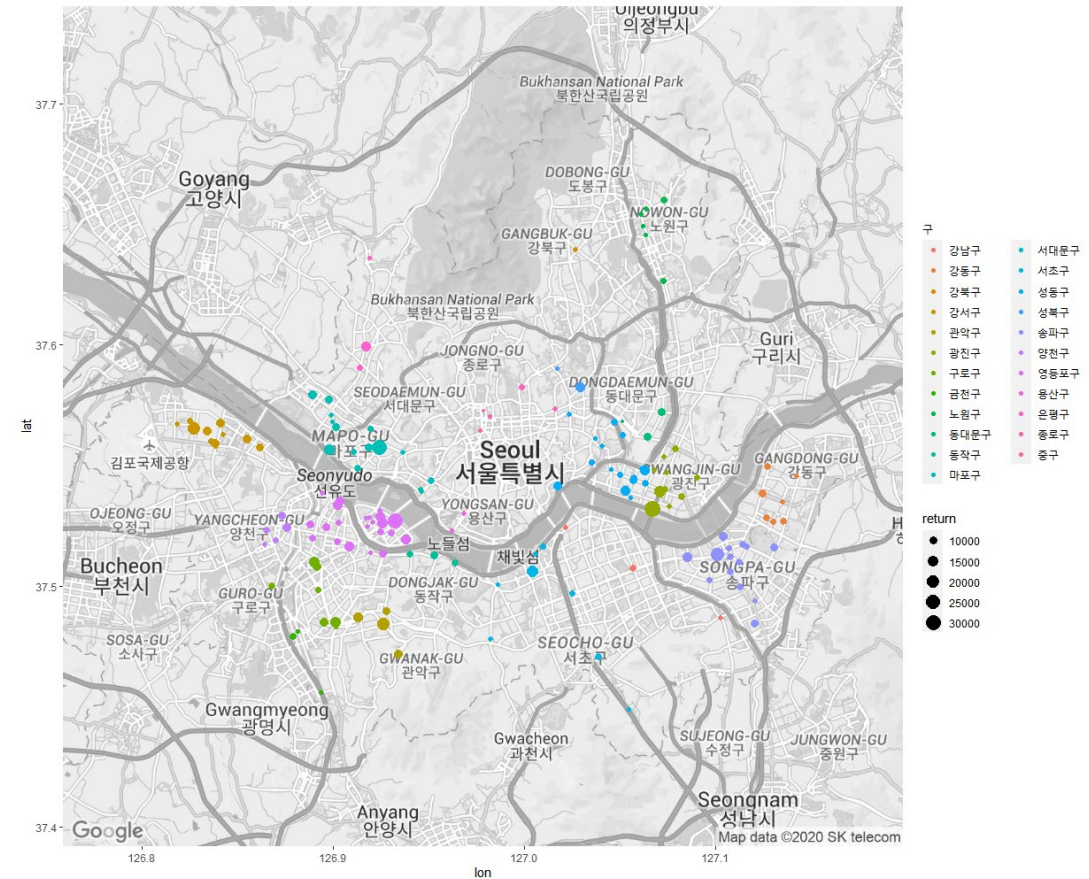 Uijeongbu
의정부시
37.7
Bukhansan National Park
북한산국립공원
DOBONG-GU
도봉구
Goyang
고양시
NOWON-GU
노원구
GANGBUK-GU
강북구
Bukhansan National Park
북한산국립공원
37.6
JONGNO-GU
종로구
Guri
구리시
SEODAEMUN-GU
서대문구
DONGDAEMUN-GU
동대문구
MAPO-GU
마포구
Seoul
서울특별시
김포국제공항
Seonyudo
선유도
GWANGJIN-GU
광진구
GANGDONG-GU
강동구
OJEONG-GU
오정구
YANGCHEON-GU
양천구
YONGSAN-GU
용산구
노들섬
채빛섬
Bucheon
부천시
37.5
SONGPA-GU
송파구
GURO-GU
구로구
DONGJAK-GU
동작구
SOSA-GU
소사구
GWANAK-GU
관악구
SEOCHO-GU
서초구
Gwangmyeong
광명시
Gwacheon
과천시
SUJEONG-GU
수정구
JUNGWON-GU
중원구
Anyang
안양시
Seongnam
성남시
37.4
Google
Map data ©2020 SK telecom
126.8
126.9
127.0
127.1
lon
lat
구
강남구
강동구
강북구
강서구
관악구
광진구
구로구
금천구
노원구
동대문구
동작구
마포구
서대문구
서초구
성동구
성북구
송파구
양천구
영등포구
용산구
은평구
종로구
중구
return
10000
15000
20000
25000
30000